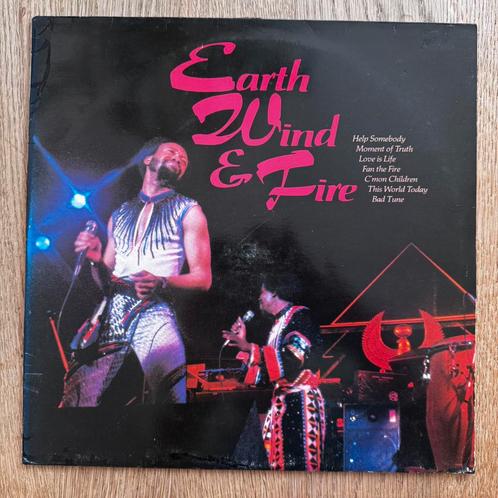 Earth
Wind
& Fire
Help Somebody
Moment of Truth
Love is Life
Fan the Fire
C'mon Children
This World Today
Bad Tune